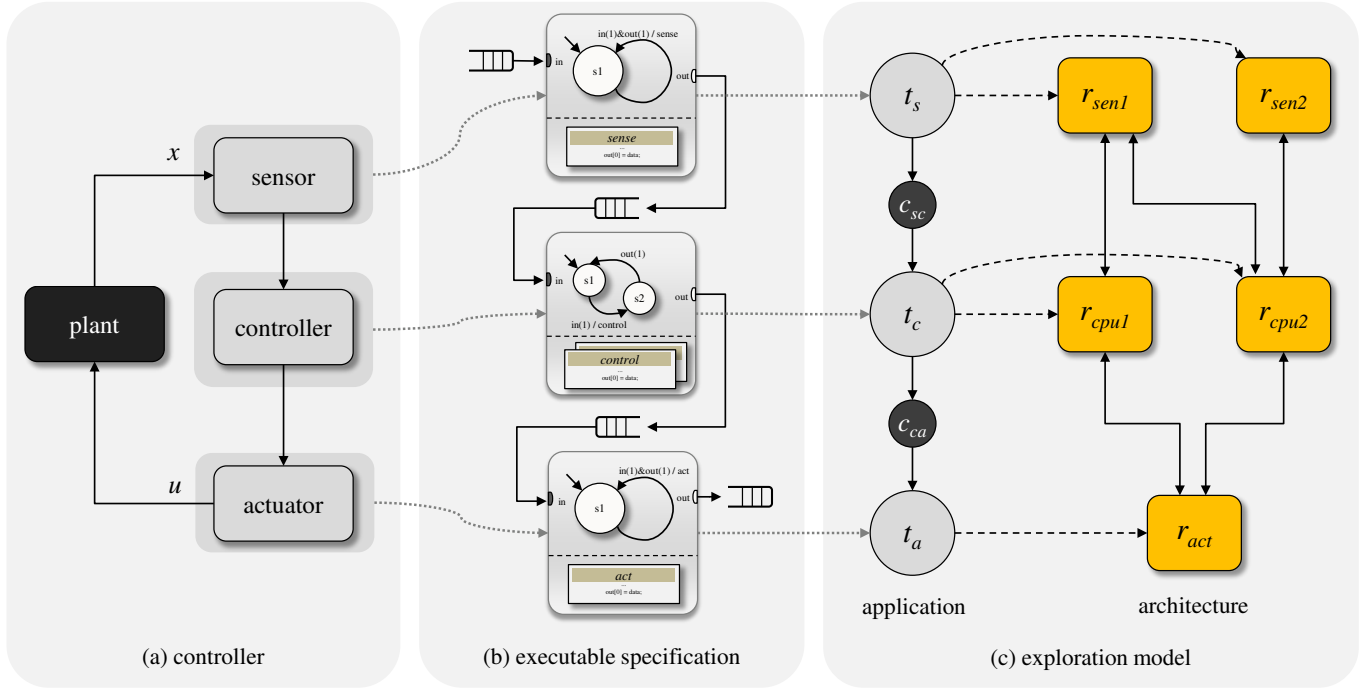 x
sensor
plant
controller
u
actuator
(a) controller
in(1)&out(1) / sense
in
s1
out
sense
...
out[0] = data;
out(1)
in
s1
s2
out
in(1) / control
control
...
out[0] = data;
in(1)&out(1) / act
in
s1
out
act
...
out[0] = data;
(b) executable specification
t_s
r_sen1
r_sen2
c_sc
t_c
r_cpu1
r_cpu2
c_ca
t_a
r_act
application
architecture
(c) exploration model